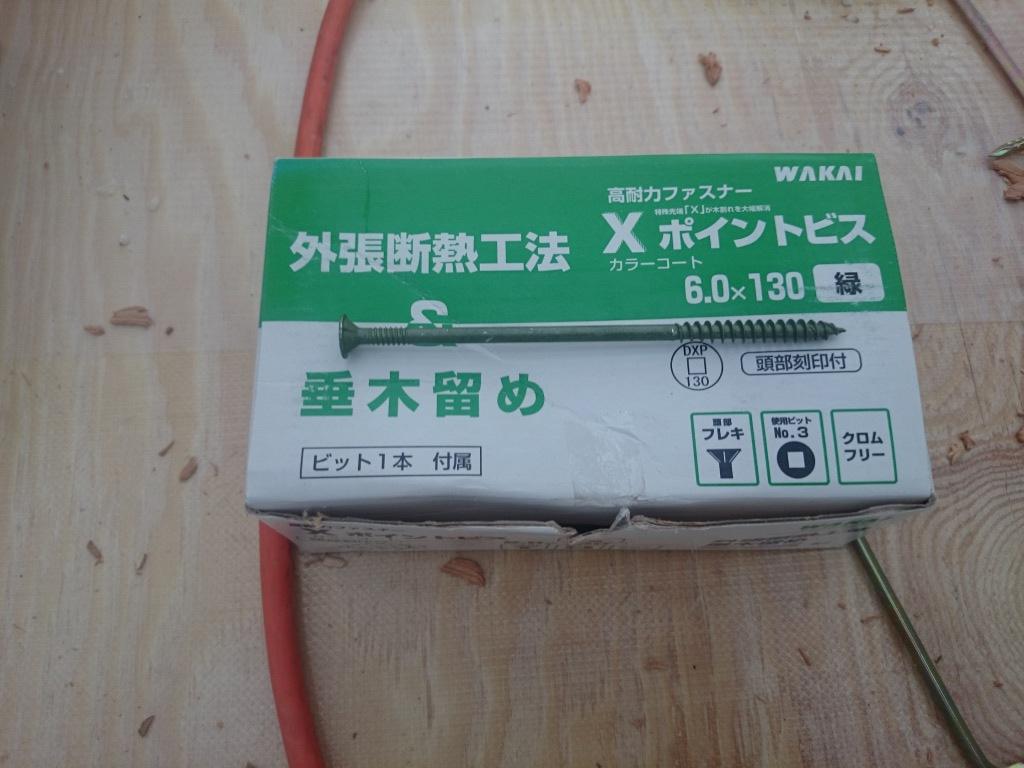 WAKAI
高耐力ファスナー
特殊先端「X」が木割れを大幅解消
X ポイントビス
カラーコート
6.0×130 緑
外張断熱工法
&
垂木留め
ビット1本 付属
DXP
130
頭部刻印付
頭部
フレキ
使用ビット
No.3
クロム
フリー